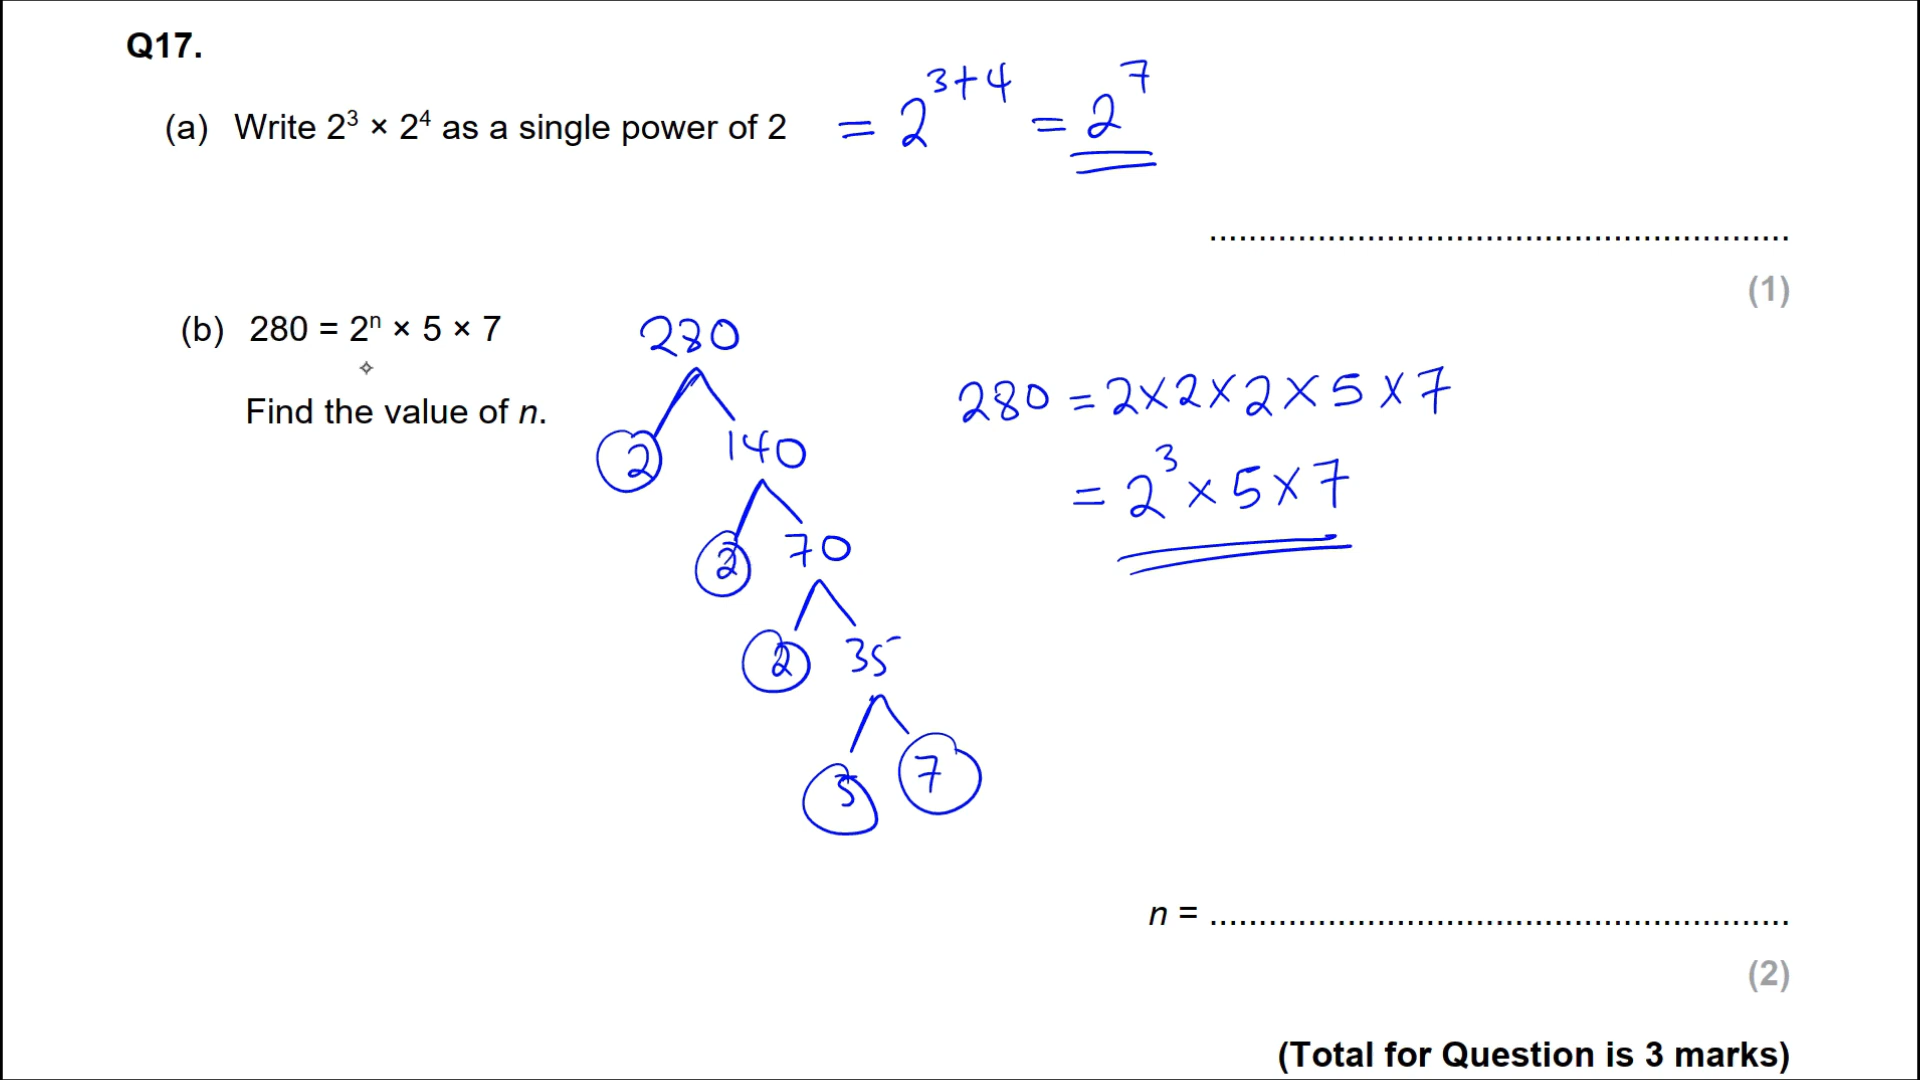 Q17.
(a) Write 2³ × 2⁴ as a single power of 2 = 2³⁺⁴ = 2⁷
........................................................
(1)
(b) 280 = 2ⁿ × 5 × 7
Find the value of n.
280
2 140
2 70
2 35
5 7
280 = 2×2×2×5×7
= 2³ × 5 × 7
n = ........................................................
(2)
(Total for Question is 3 marks)